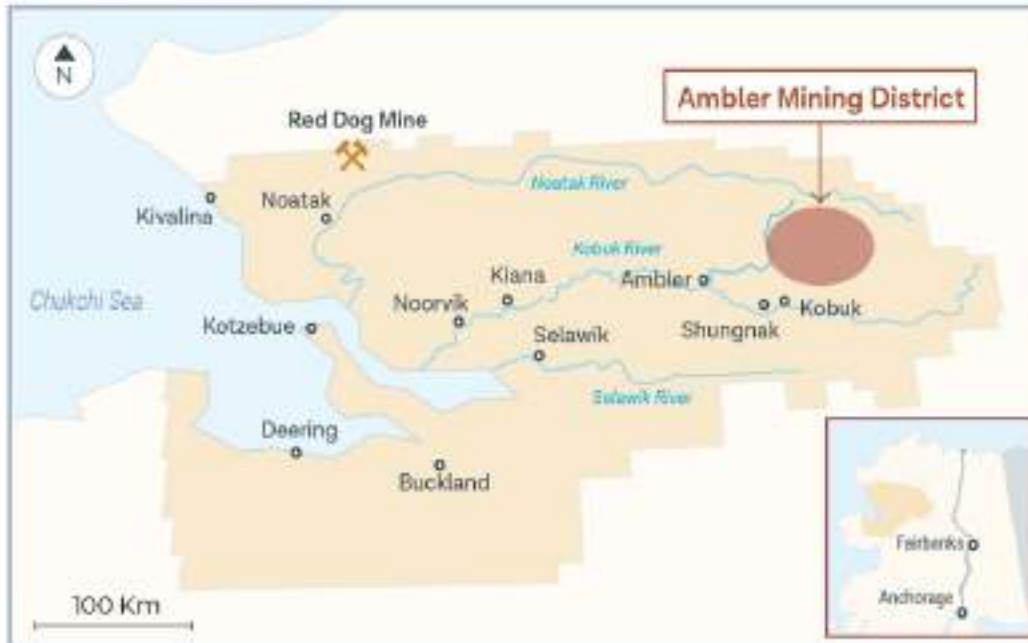 N
Ambler Mining District
Red Dog Mine
Noatak River
Kivalina
Noatak
Kobuk River
Kiana
Ambler
Chukchi Sea
Noorvik
Kobuk
Kotzebue
Shungnak
Selawik
Selawik River
Deering
Buckland
Fairbanks
Anchorage
100 Km